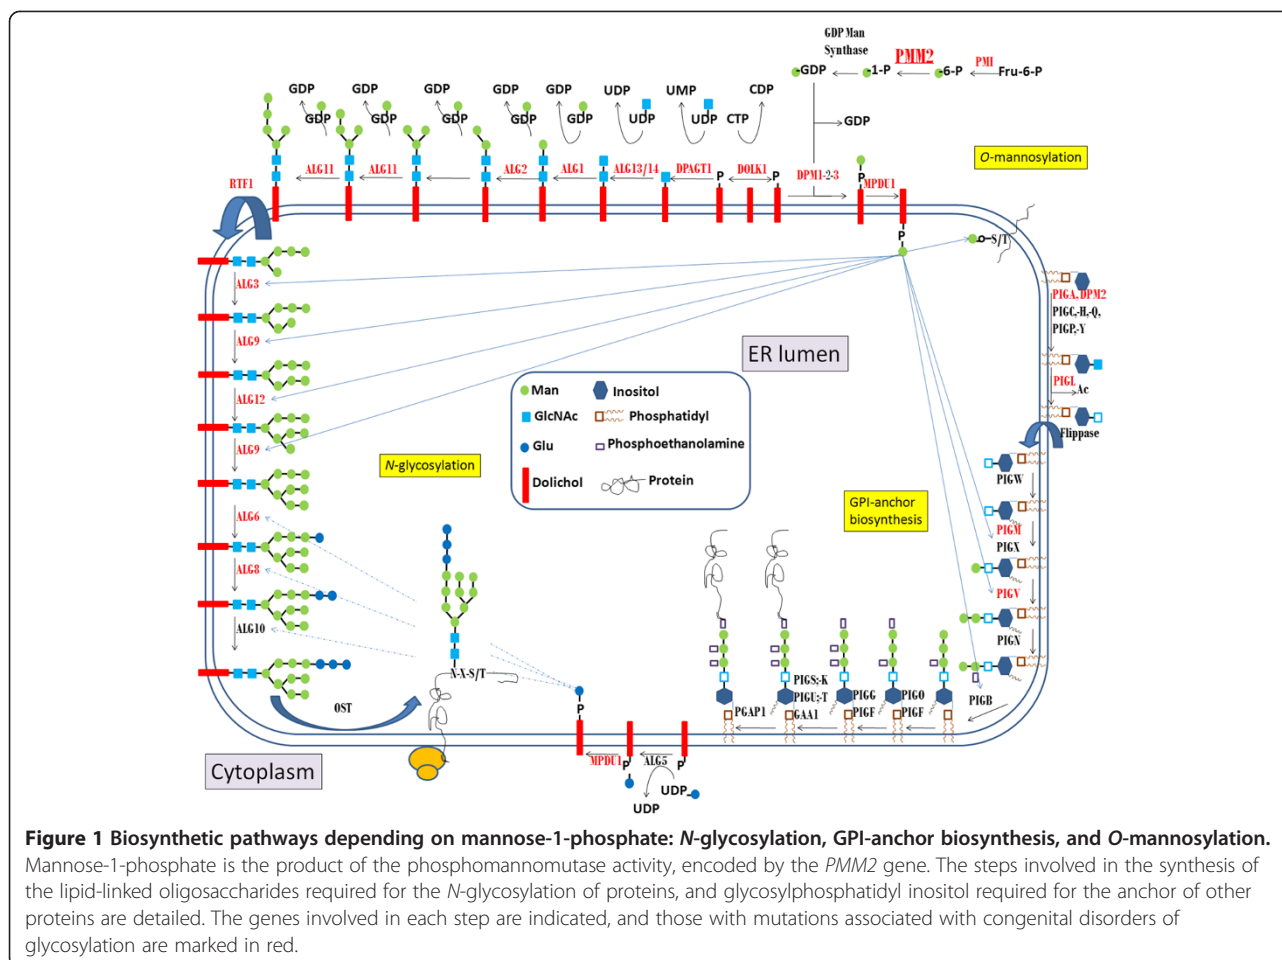 GDP Man
Synthase
PMM2
PMI
-GDP
-1-P
-6-P
Fru-6-P
GDP
GDP
GDP
GDP
GDP
UDP
UMP
CDP
GDP
GDP
GDP
GDP
GDP
UDP
UDP
CTP
GDP
O-mannosylation
RTF1
ALG11
ALG11
ALG2
ALG1
ALG13/14
DPAGT1
P
DOLK1
P
DPM1-2-3
P
MPDU1
P
S/T
ALG3
ALG9
ALG12
ALG9
ALG6
ALG8
ALG10
PIGA, DPM2
PIGC,-H,-Q,
PIGP,-Y
PIGL
Ac
Flippase
ER lumen
Man
Inositol
GlcNAc
Phosphatidyl
Glu
Phosphoethanolamine
Dolichol
Protein
N-glycosylation
GPI-anchor
biosynthesis
PIGW
PIGM
PIGX
PIGV
PIGN
PIGB
N-X-S/T
OST
P
PGAP1
PIGS;-K
PIGU;-T
GAA1
PIGG
PIGF
PIGO
PIGF
MPDU1
P
ALG5
P
UDP
UDP
Cytoplasm
Figure 1 Biosynthetic pathways depending on mannose-1-phosphate: N-glycosylation, GPI-anchor biosynthesis, and O-mannosylation.
Mannose-1-phosphate is the product of the phosphomannomutase activity, encoded by the PMM2 gene. The steps involved in the synthesis of
the lipid-linked oligosaccharides required for the N-glycosylation of proteins, and glycosylphosphatidyl inositol required for the anchor of other
proteins are detailed. The genes involved in each step are indicated, and those with mutations associated with congenital disorders of
glycosylation are marked in red.